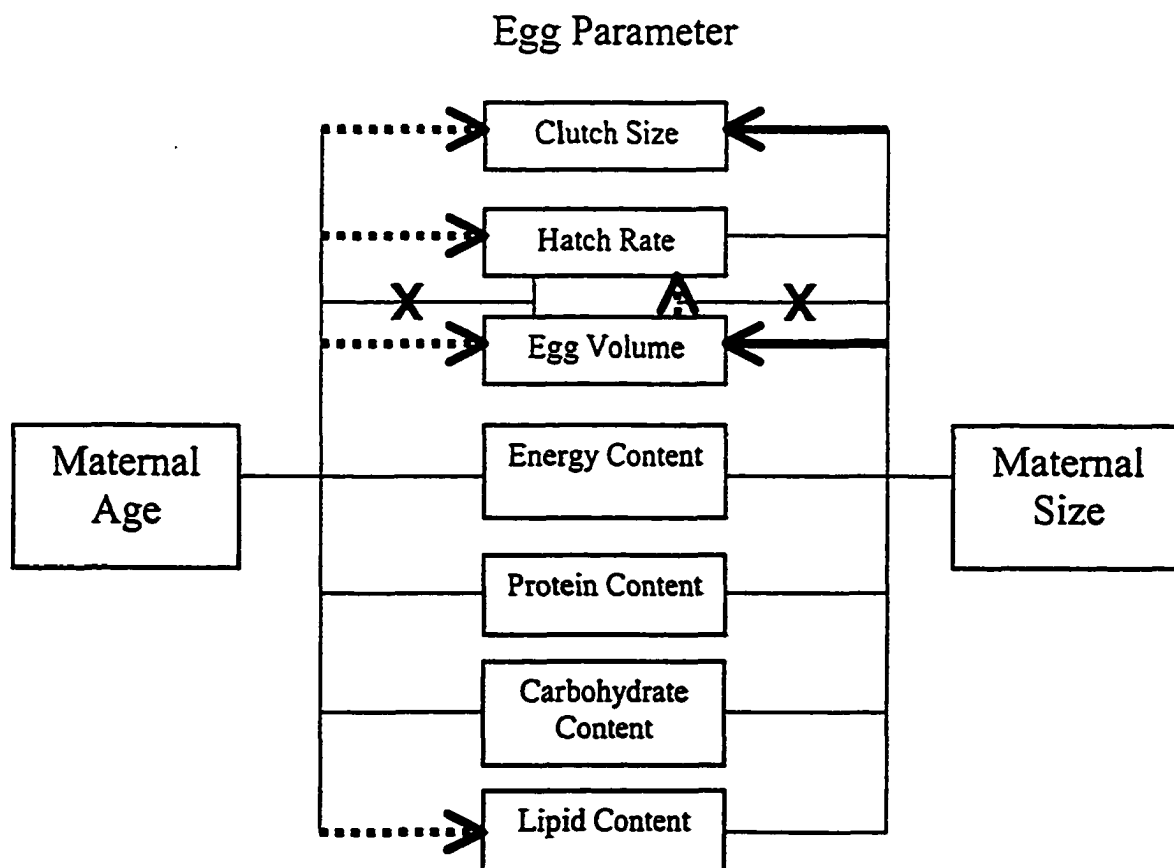 Egg Parameter
Clutch Size
Hatch Rate
X
X
Egg Volume
Maternal
Age
Energy Content
Maternal
Size
Protein Content
Carbohydrate
Content
Lipid Content